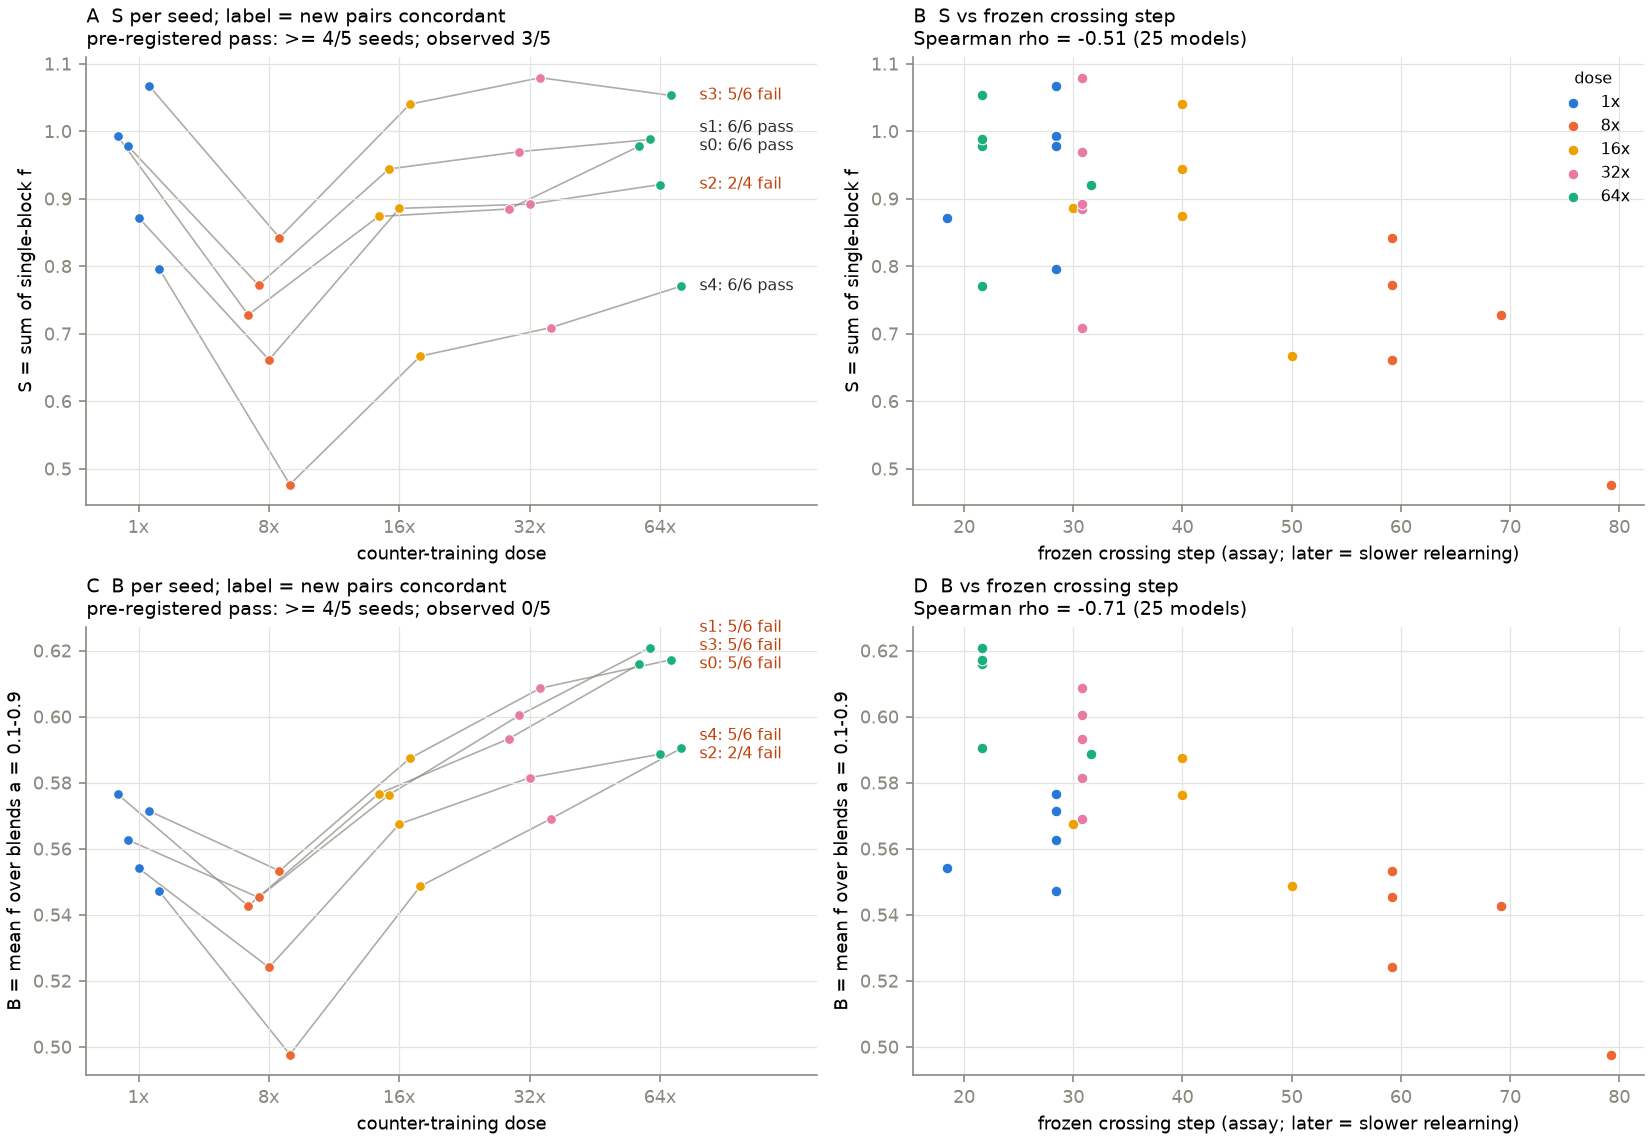 A  S per seed; label = new pairs concordant
pre-registered pass: >= 4/5 seeds; observed 3/5
S = sum of single-block f
1.1
1.0
0.9
0.8
0.7
0.6
0.5
s3: 5/6 fail
s1: 6/6 pass
s0: 6/6 pass
s2: 2/4 fail
s4: 6/6 pass
1x
8x
16x
32x
64x
counter-training dose
B  S vs frozen crossing step
Spearman rho = -0.51 (25 models)
S = sum of single-block f
1.1
1.0
0.9
0.8
0.7
0.6
0.5
dose
1x
8x
16x
32x
64x
20
30
40
50
60
70
80
frozen crossing step (assay; later = slower relearning)
C  B per seed; label = new pairs concordant
pre-registered pass: >= 4/5 seeds; observed 0/5
B = mean f over blends a = 0.1-0.9
0.62
0.60
0.58
0.56
0.54
0.52
0.50
s1: 5/6 fail
s3: 5/6 fail
s0: 5/6 fail
s4: 5/6 fail
s2: 2/4 fail
1x
8x
16x
32x
64x
counter-training dose
D  B vs frozen crossing step
Spearman rho = -0.71 (25 models)
B = mean f over blends a = 0.1-0.9
0.62
0.60
0.58
0.56
0.54
0.52
0.50
20
30
40
50
60
70
80
frozen crossing step (assay; later = slower relearning)